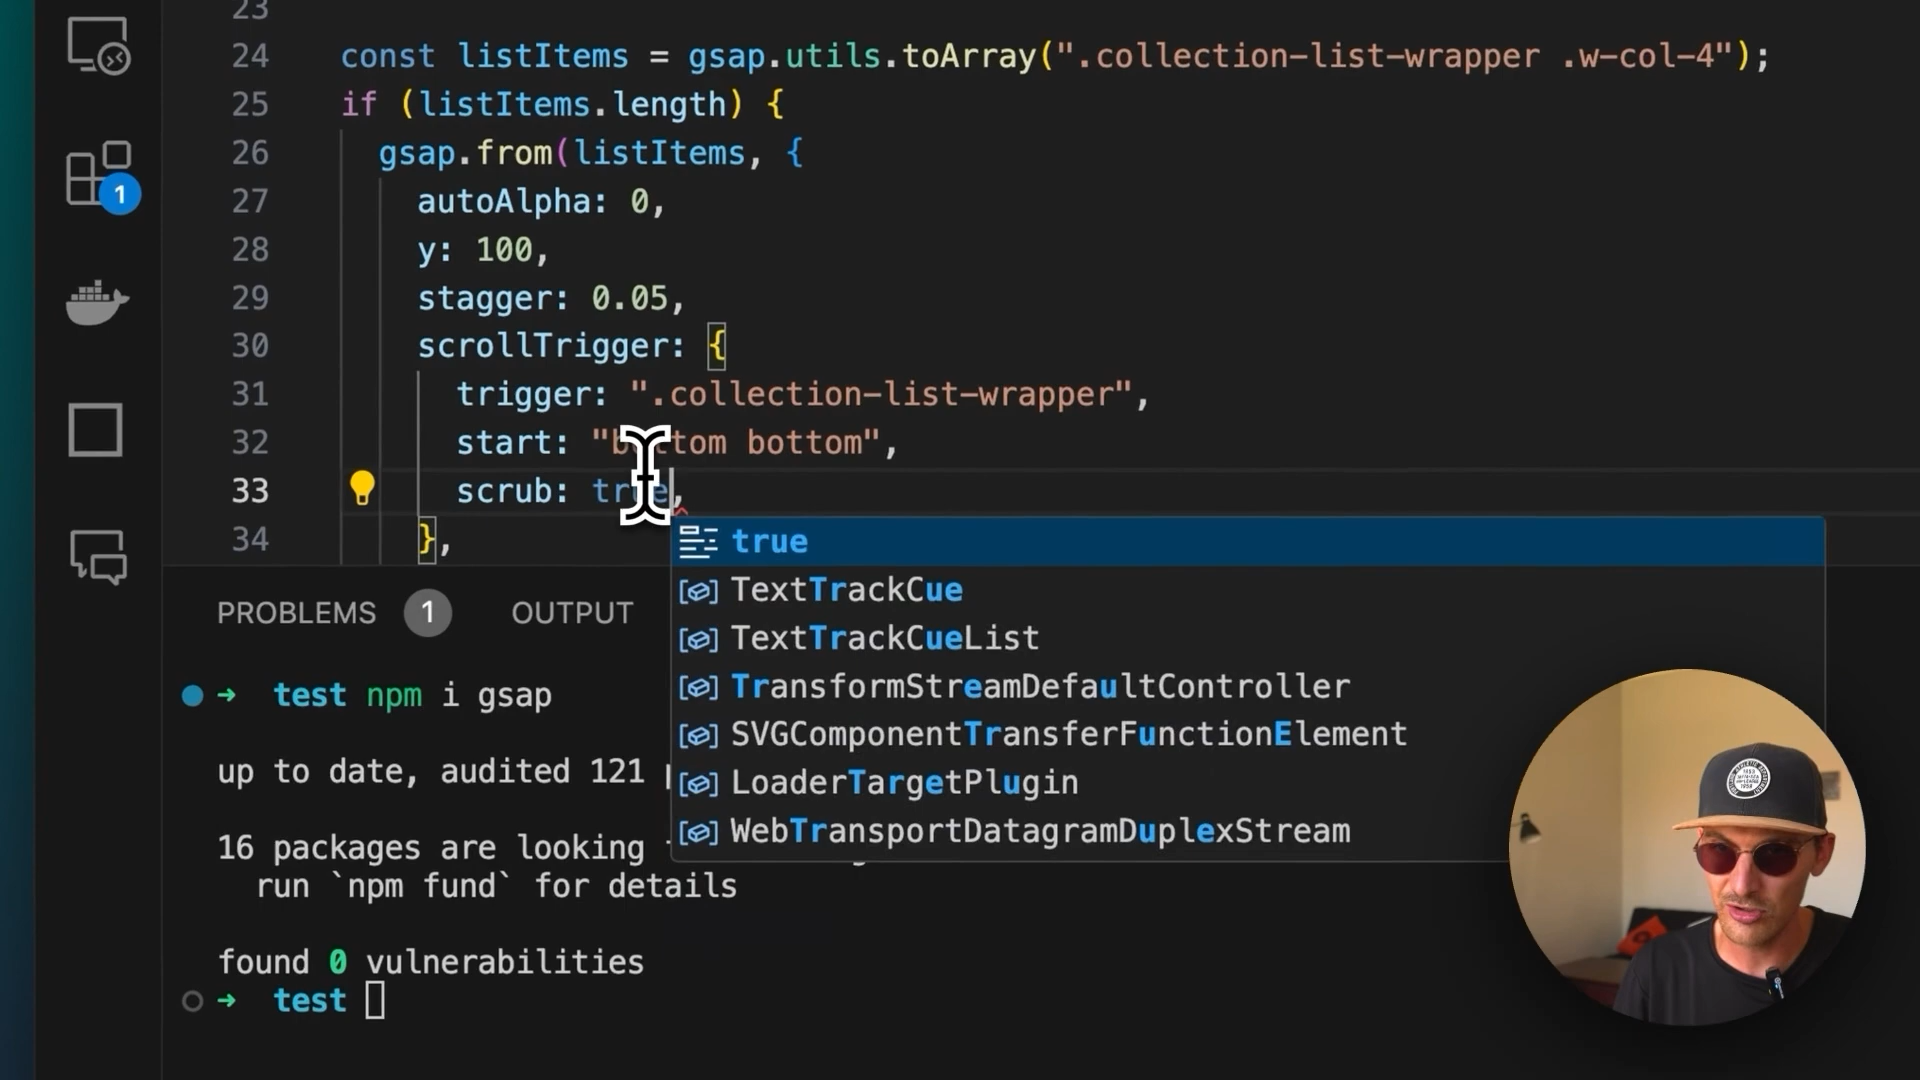 23
24 const listItems = gsap.utils.toArray(".collection-list-wrapper .w-col-4");
25 if (listItems.length) {
26 gsap.from(listItems, {
27 autoAlpha: 0,
28 y: 100,
29 stagger: 0.05,
30 scrollTrigger: {
31 trigger: ".collection-list-wrapper",
32 start: "bottom bottom",
33 scrub: true,
34 },
1
true
TextTrackCue
TextTrackCueList
TransformStreamDefaultController
SVGComponentTransferFunctionElement
LoaderTargetPlugin
WebTransportDatagramDuplexStream
PROBLEMS 1 OUTPUT
➜ test npm i gsap
up to date, audited 121
16 packages are looking
run `npm fund` for details
found 0 vulnerabilities
➜ test